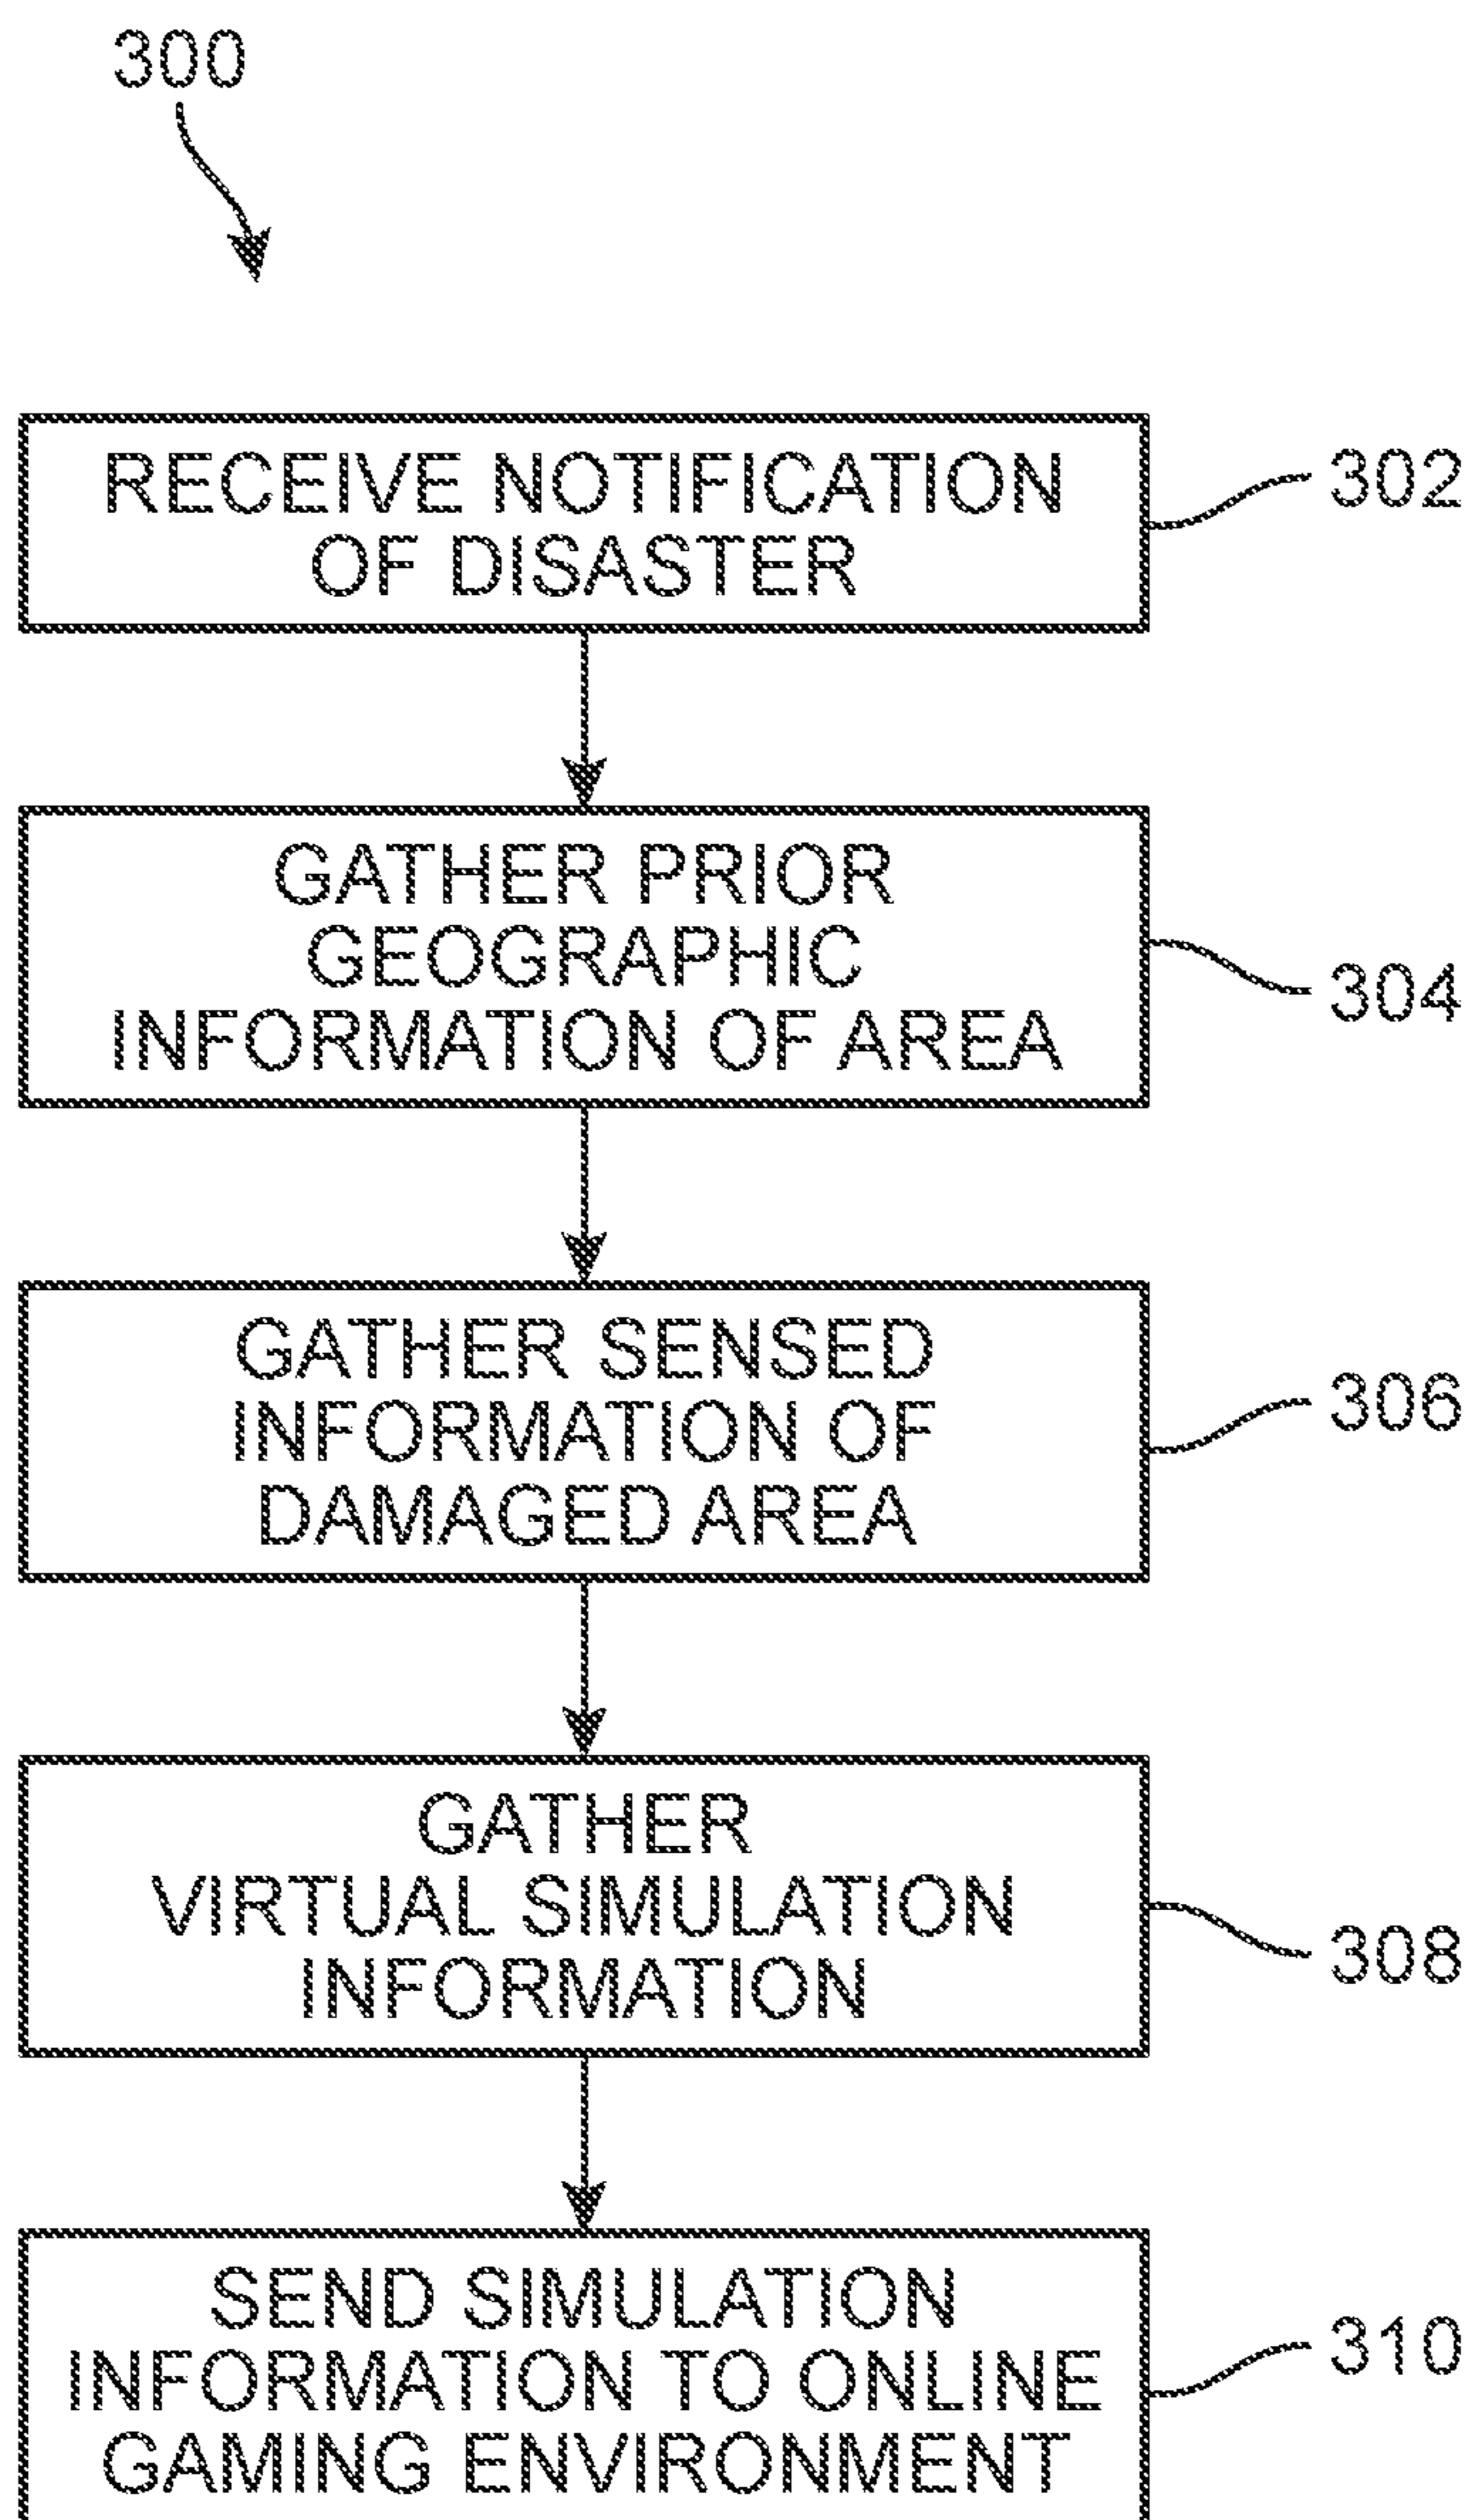 300
RECEIVE NOTIFICATION
OF DISASTER
302
GATHER PRIOR
GEOGRAPHIC
INFORMATION OF AREA
304
GATHER SENSED
INFORMATION OF
DAMAGED AREA
306
GATHER
VIRTUAL SIMULATION
INFORMATION
308
SEND SIMULATION
INFORMATION TO ONLINE
GAMING ENVIRONMENT
310